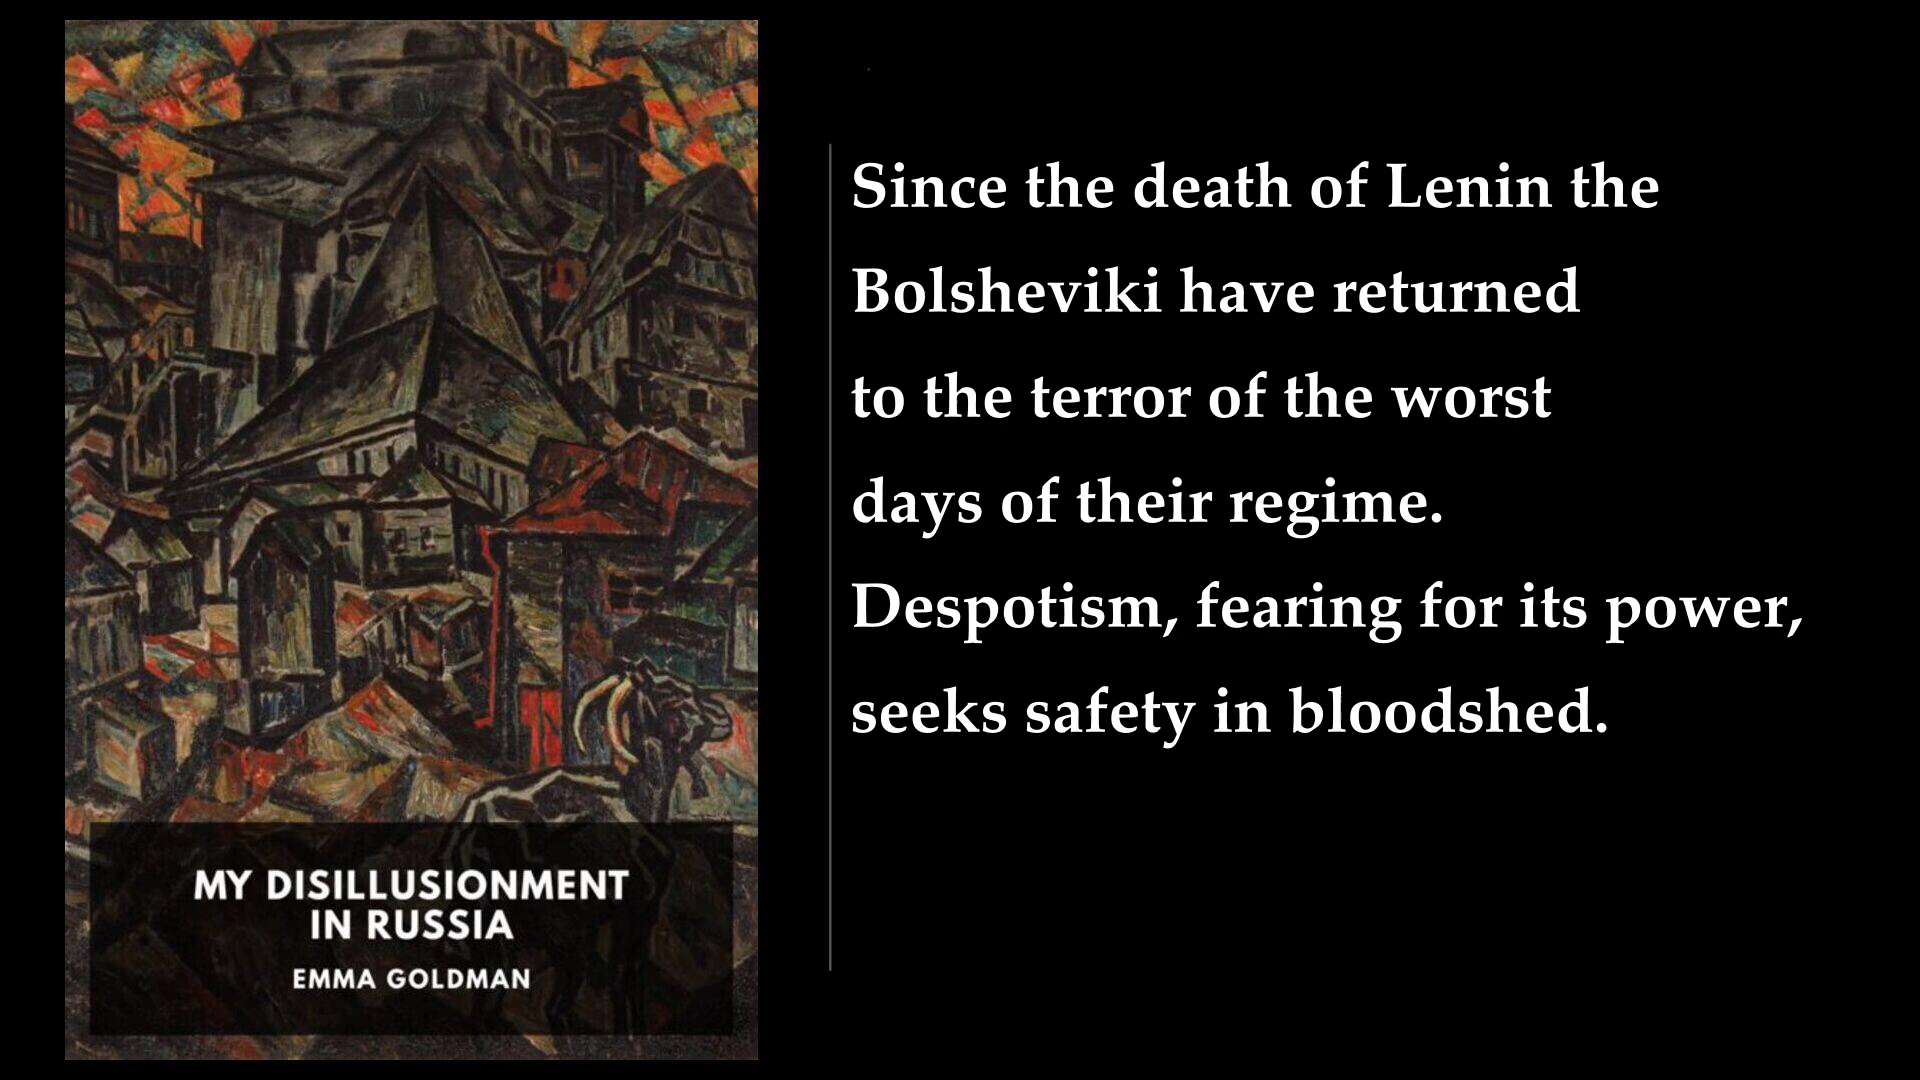 MY DISILLUSIONMENT
IN RUSSIA
EMMA GOLDMAN
Since the death of Lenin the
Bolsheviki have returned
to the terror of the worst
days of their regime.
Despotism, fearing for its power,
seeks safety in bloodshed.